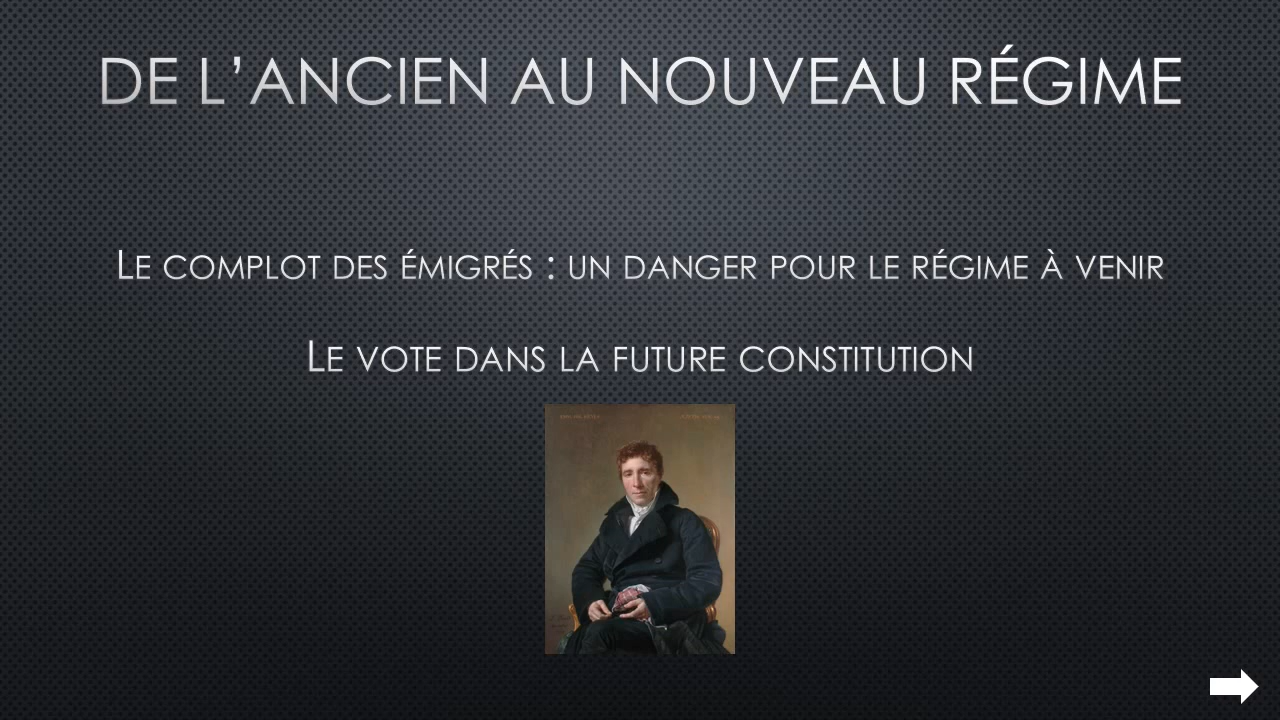 DE L’ANCIEN AU NOUVEAU RÉGIME
LE COMPLOT DES ÉMIGRÉS : UN DANGER POUR LE RÉGIME À VENIR
LE VOTE DANS LA FUTURE CONSTITUTION